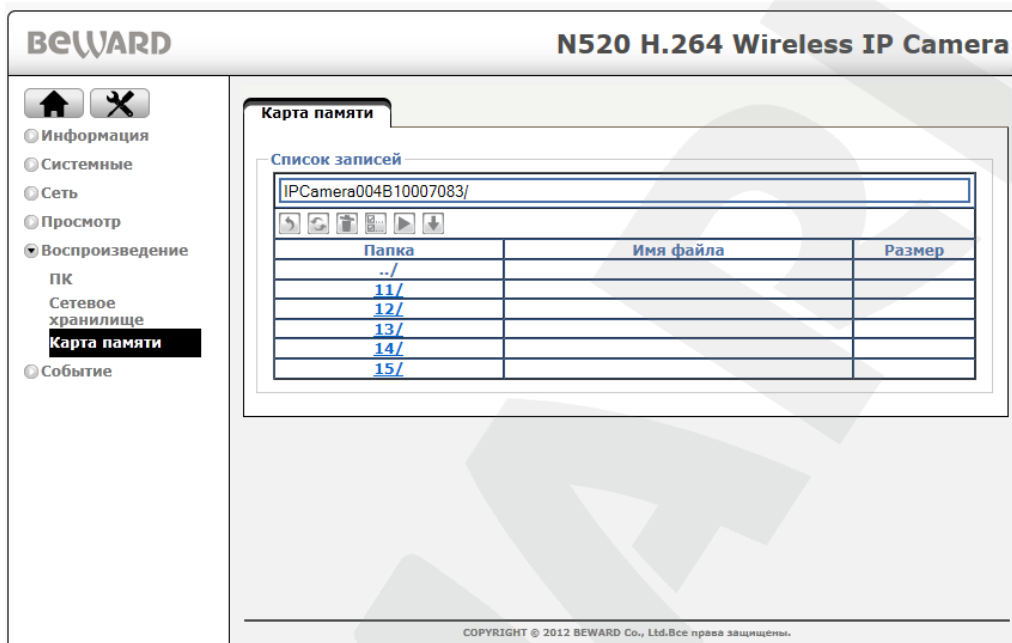 BEWARD
N520 H.264 Wireless IP Camera
Информация
Системные
Сеть
Просмотр
Воспроизведение
ПК
Сетевое
хранилище
Карта памяти
Событие
Карта памяти
Список записей
IPCamera004B10007083/
Папка Имя файла Размер
../
11/
12/
13/
14/
15/
COPYRIGHT © 2012 BEWARD Co., Ltd.Все права защищены.